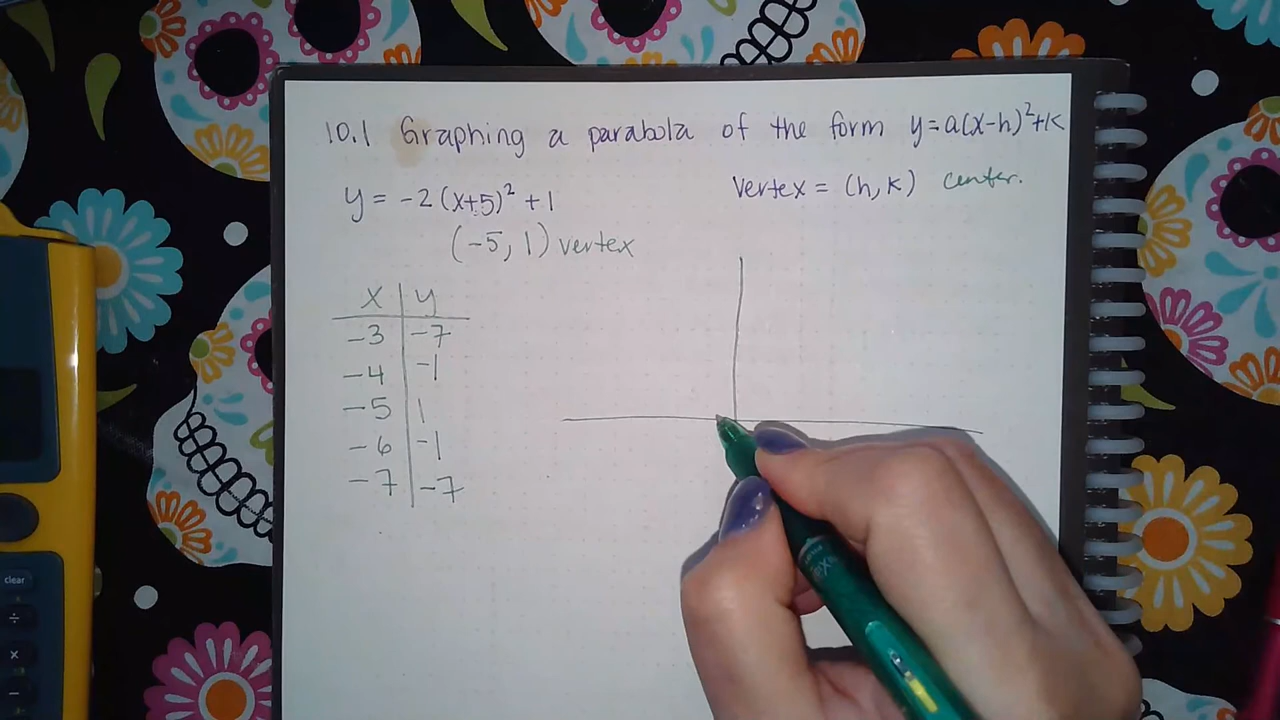 10.1 Graphing a parabola of the form y=a(x-h)²+k
y = -2(x+5)² +1
vertex = (h,k) center.
(-5, 1) vertex
x y
-3 -7
-4 -1
-5 1
-6 -1
-7 -7
clear
÷
×
−